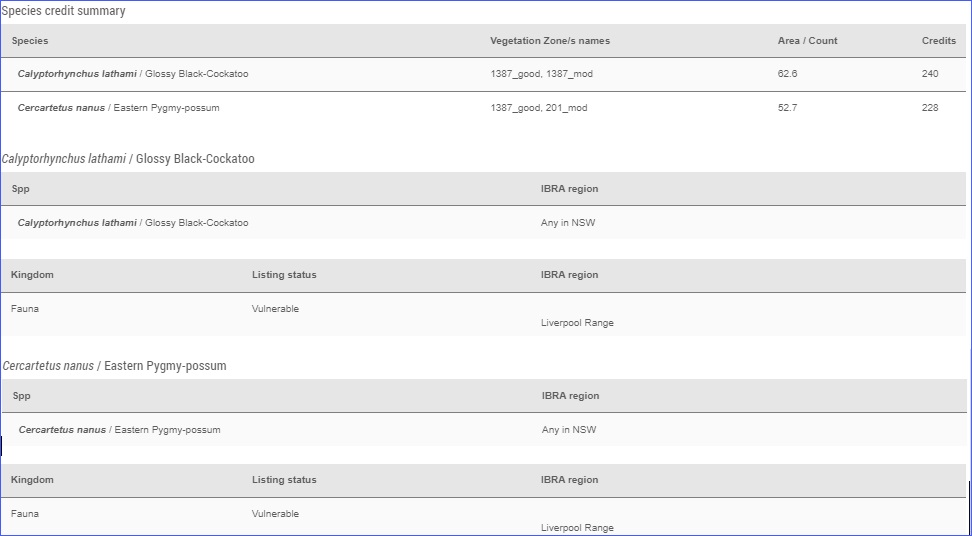 Species credit summary
Species Vegetation Zone/s names Area / Count Credits
Calyptorhynchus lathami / Glossy Black-Cockatoo 1387_good, 1387_mod 62.6 240
Cercartetus nanus / Eastern Pygmy-possum 1387_good, 201_mod 52.7 228
Calyptorhynchus lathami / Glossy Black-Cockatoo
Spp IBRA region
Calyptorhynchus lathami / Glossy Black-Cockatoo Any in NSW
Kingdom Listing status IBRA region
Fauna Vulnerable
Liverpool Range
Cercartetus nanus / Eastern Pygmy-possum
Spp IBRA region
Cercartetus nanus / Eastern Pygmy-possum Any in NSW
Kingdom Listing status IBRA region
Fauna Vulnerable
Liverpool Range